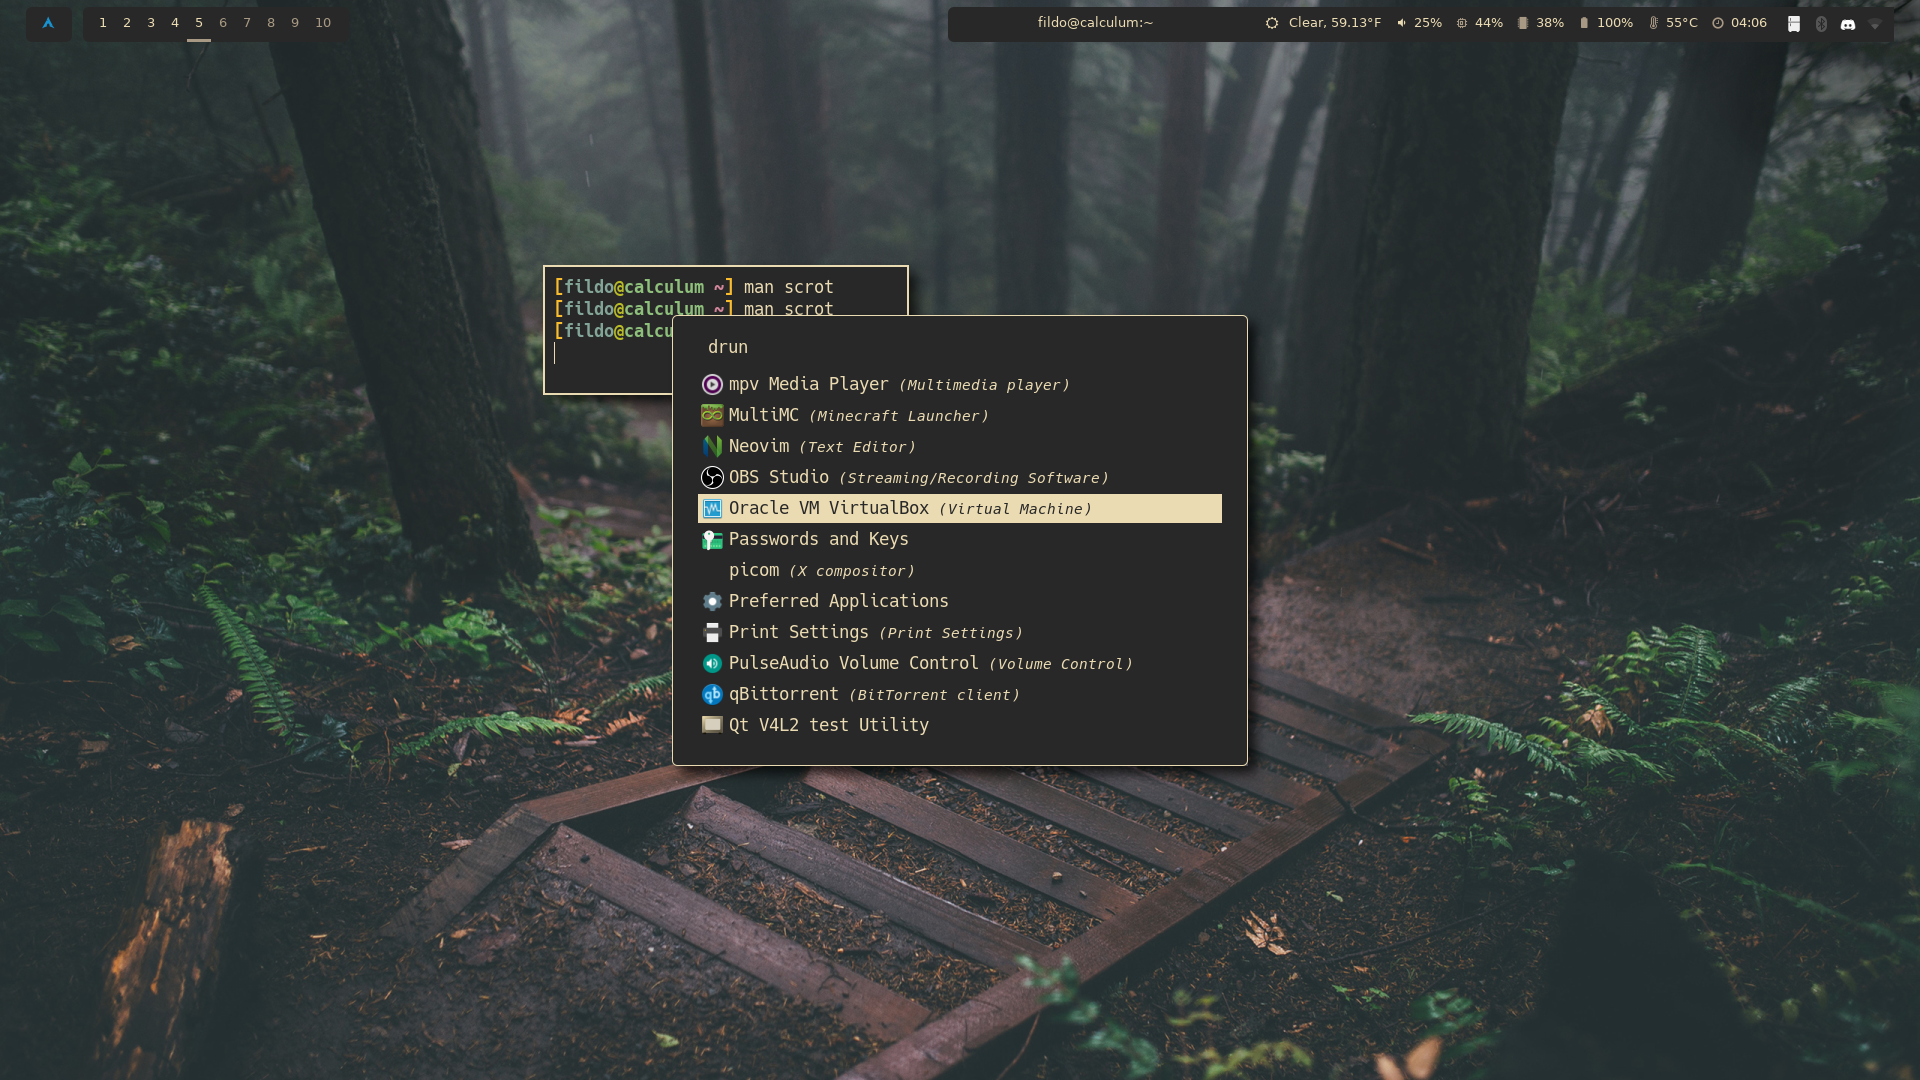 1 2 3 4 5 6 7 8 9 10
fildo@calculum:~ Clear, 59.13°F 25% 44% 38% 100% 55°C 04:06
[fildo@calculum ~] man scrot
[fildo@calculum ~] man scrot
[fildo@calcu
drun
mpv Media Player (Multimedia player)
MultiMC (Minecraft Launcher)
Neovim (Text Editor)
OBS Studio (Streaming/Recording Software)
Oracle VM VirtualBox (Virtual Machine)
Passwords and Keys
picom (X compositor)
Preferred Applications
Print Settings (Print Settings)
PulseAudio Volume Control (Volume Control)
qb qBittorrent (BitTorrent client)
Qt V4L2 test Utility